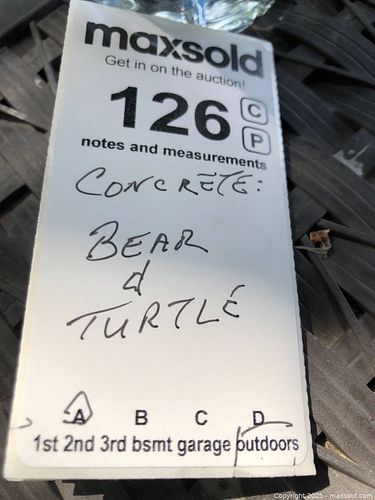 maxsold
Get in on the auction!
126 C
P
notes and measurements
CONCRETE:
BEAR
&
TURTLE
A B C D
1st 2nd 3rd bsmt garage outdoors
Copyright 2025 - maxsold.com